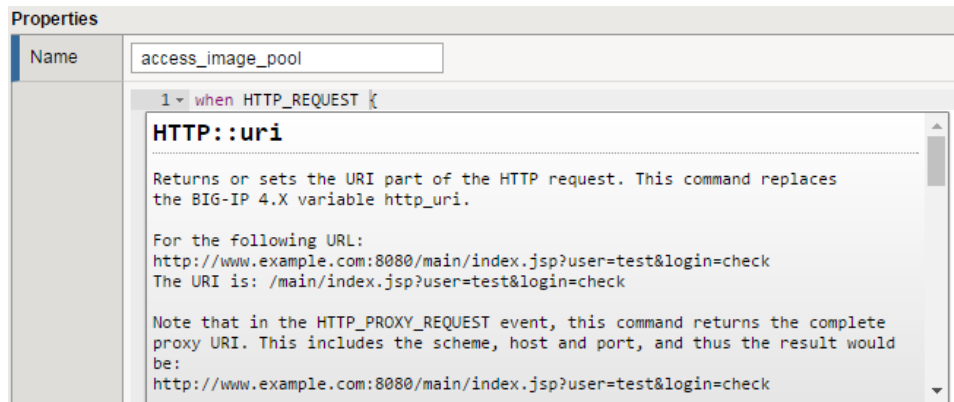 Properties
Name
access_image_pool
1 when HTTP_REQUEST {
HTTP::uri
Returns or sets the URI part of the HTTP request. This command replaces
the BIG-IP 4.X variable http_uri.
For the following URL:
http://www.example.com:8080/main/index.jsp?user=test&login=check
The URI is: /main/index.jsp?user=test&login=check
Note that in the HTTP_PROXY_REQUEST event, this command returns the complete
proxy URI. This includes the scheme, host and port, and thus the result would
be:
http://www.example.com:8080/main/index.jsp?user=test&login=check